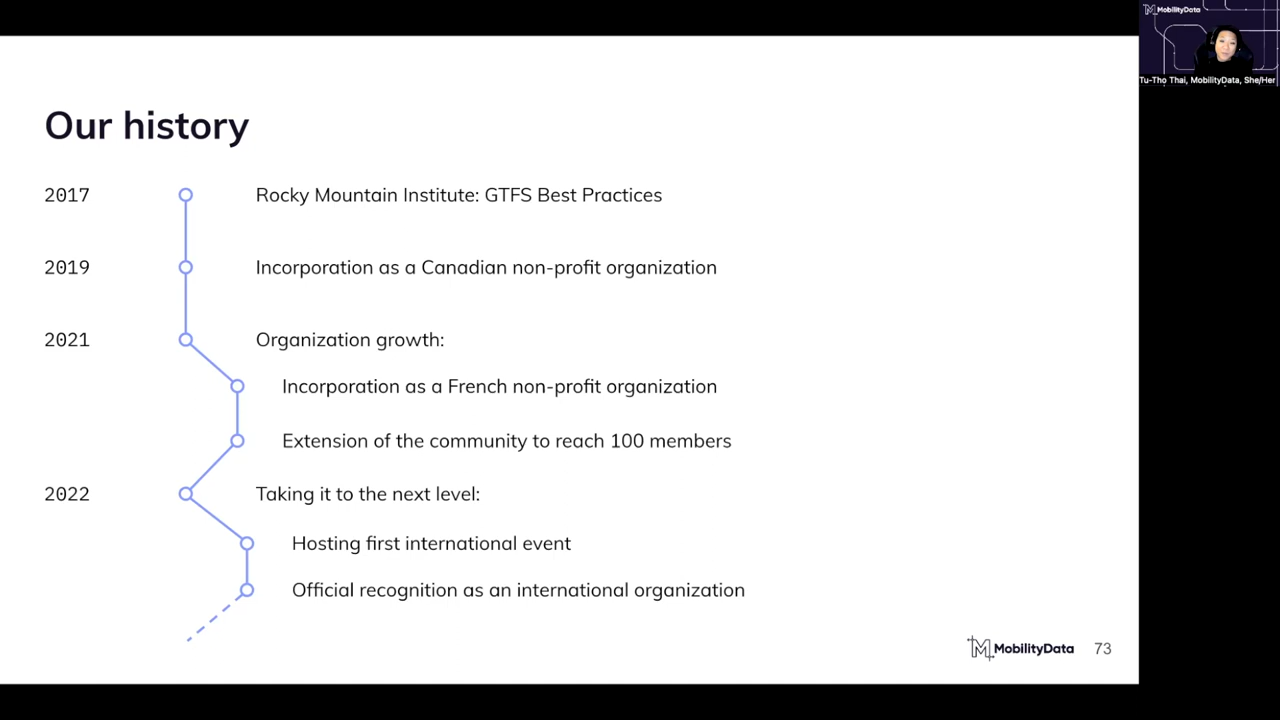 MobilityData
Tu-Tho Thai, MobilityData, She/Her
Our history
2017 Rocky Mountain Institute: GTFS Best Practices
2019 Incorporation as a Canadian non-profit organization
2021 Organization growth:
Incorporation as a French non-profit organization
Extension of the community to reach 100 members
2022 Taking it to the next level:
Hosting first international event
Official recognition as an international organization
MobilityData 73